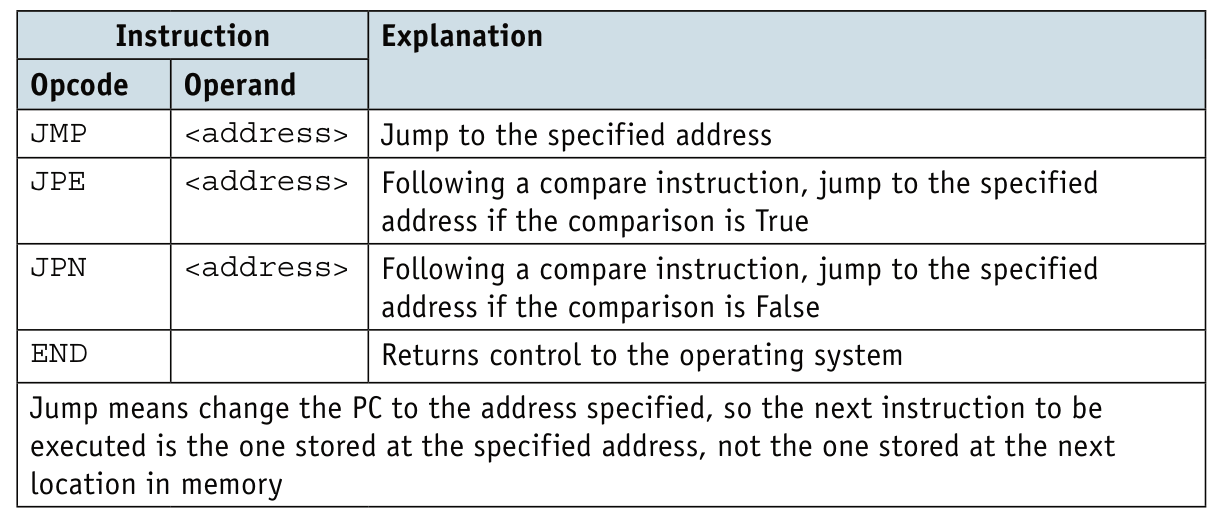 Instruction Explanation
Opcode Operand
JMP <address> Jump to the specified address
JPE <address> Following a compare instruction, jump to the specified
address if the comparison is True
JPN <address> Following a compare instruction, jump to the specified
address if the comparison is False
END Returns control to the operating system
Jump means change the PC to the address specified, so the next instruction to be
executed is the one stored at the specified address, not the one stored at the next
location in memory